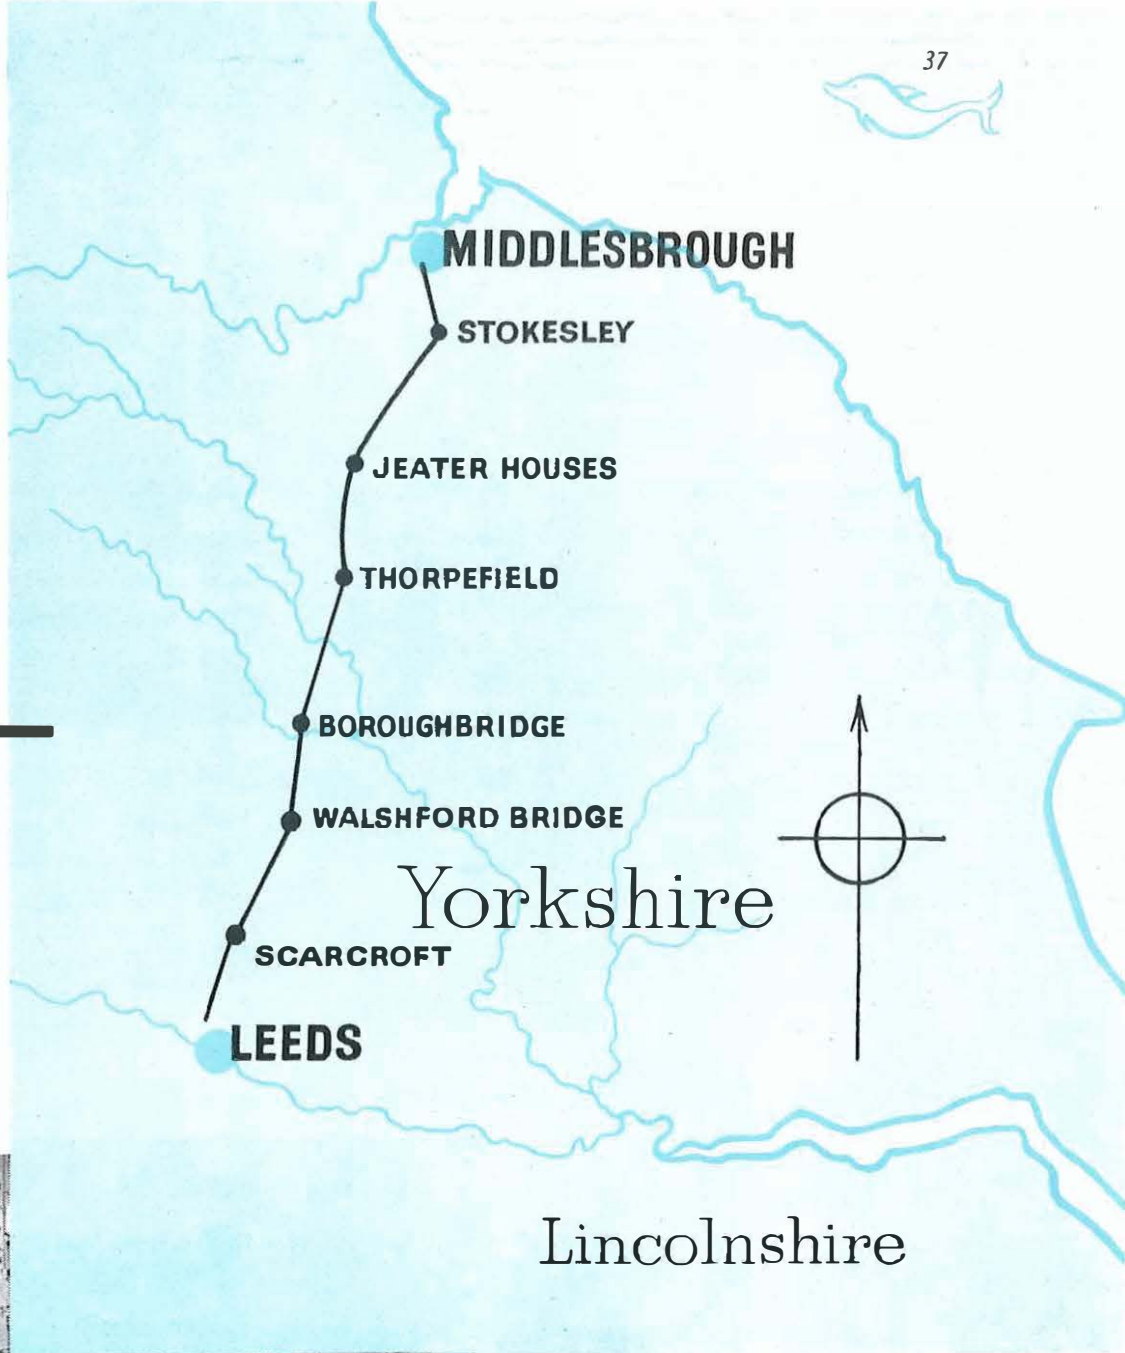 37
MIDDLESBROUGH
STOKESLEY
JEATER HOUSES
THORPEFIELD
BOROUGHBRIDGE
WALSHFORD BRIDGE
Yorkshire
SCARCROFT
LEEDS
Lincolnshire